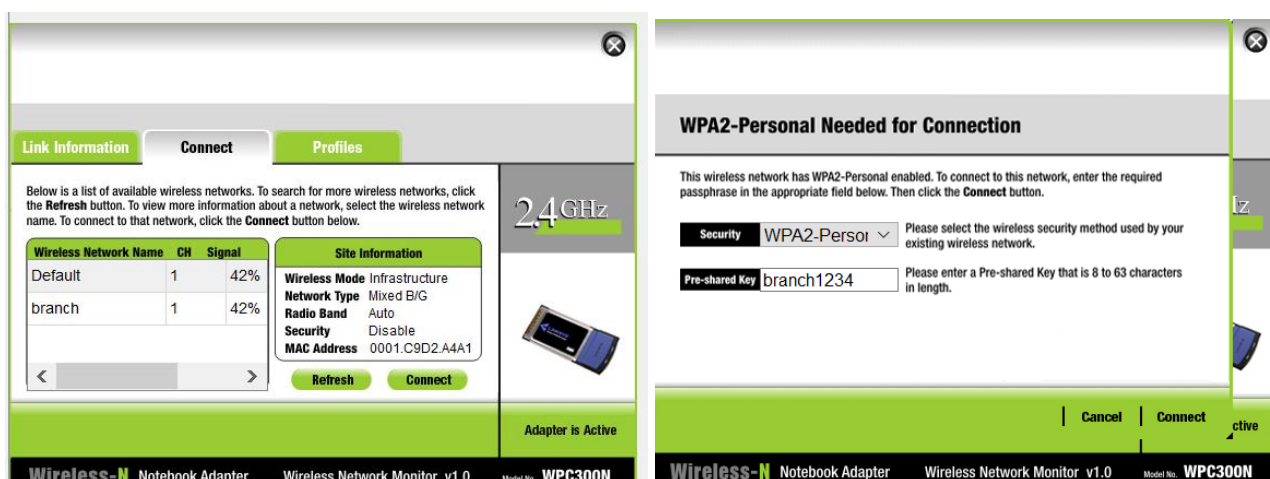 Link Information Connect Profiles
Below is a list of available wireless networks. To search for more wireless networks, click
the Refresh button. To view more information about a network, select the wireless network
name. To connect to that network, click the Connect button below.
2.4GHz
Wireless Network Name CH Signal
Default 1 42%
branch 1 42%
Site Information
Wireless Mode Infrastructure
Network Type Mixed B/G
Radio Band Auto
Security Disable
MAC Address 0001.C9D2.A4A1
Refresh Connect
Adapter is Active
Wireless-N Notebook Adapter Wireless Network Monitor v1.0 Model No. WPC300N
WPA2-Personal Needed for Connection
This wireless network has WPA2-Personal enabled. To connect to this network, enter the required
passphrase in the appropriate field below. Then click the Connect button.
Security WPA2-Persor Please select the wireless security method used by your
existing wireless network.
Pre-shared Key branch1234 Please enter a Pre-shared Key that is 8 to 63 characters
in length.
Cancel Connect
ctive
Wireless-N Notebook Adapter Wireless Network Monitor v1.0 Model No. WPC300N